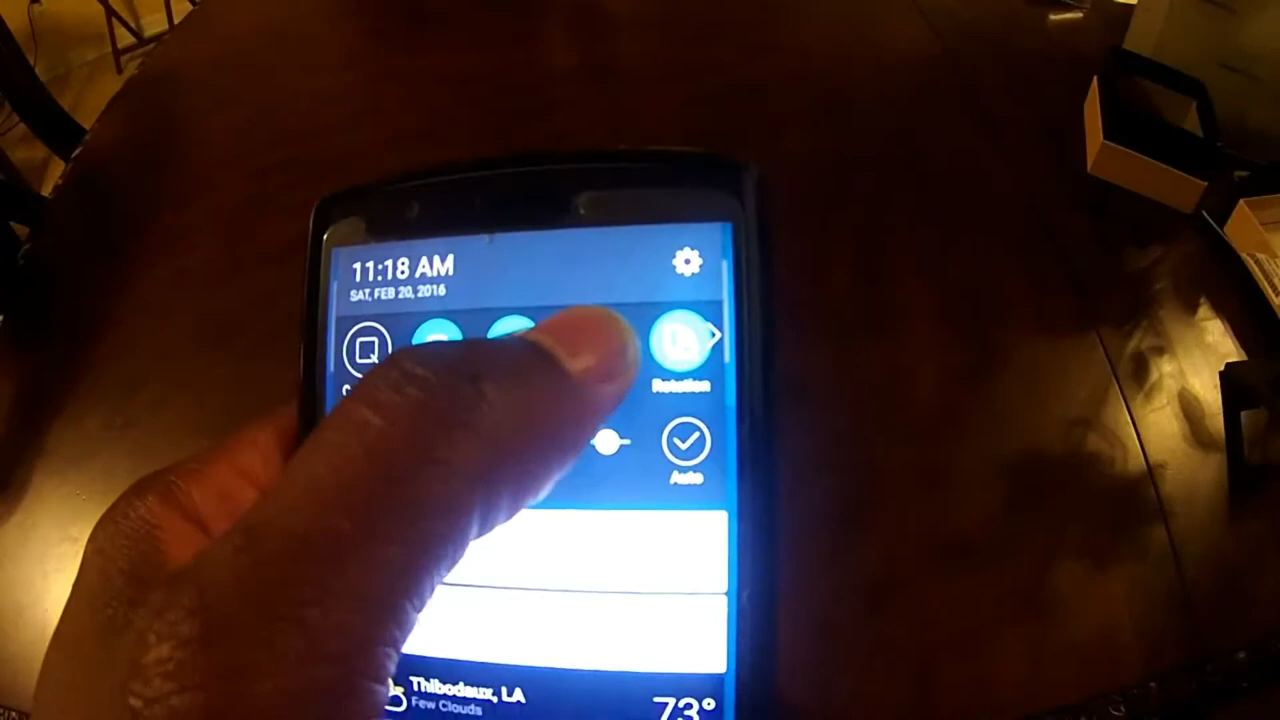 11:18 AM
SAT, FEB 20, 2016
Rotation
Auto
Thibodaux, LA
Few Clouds
73°